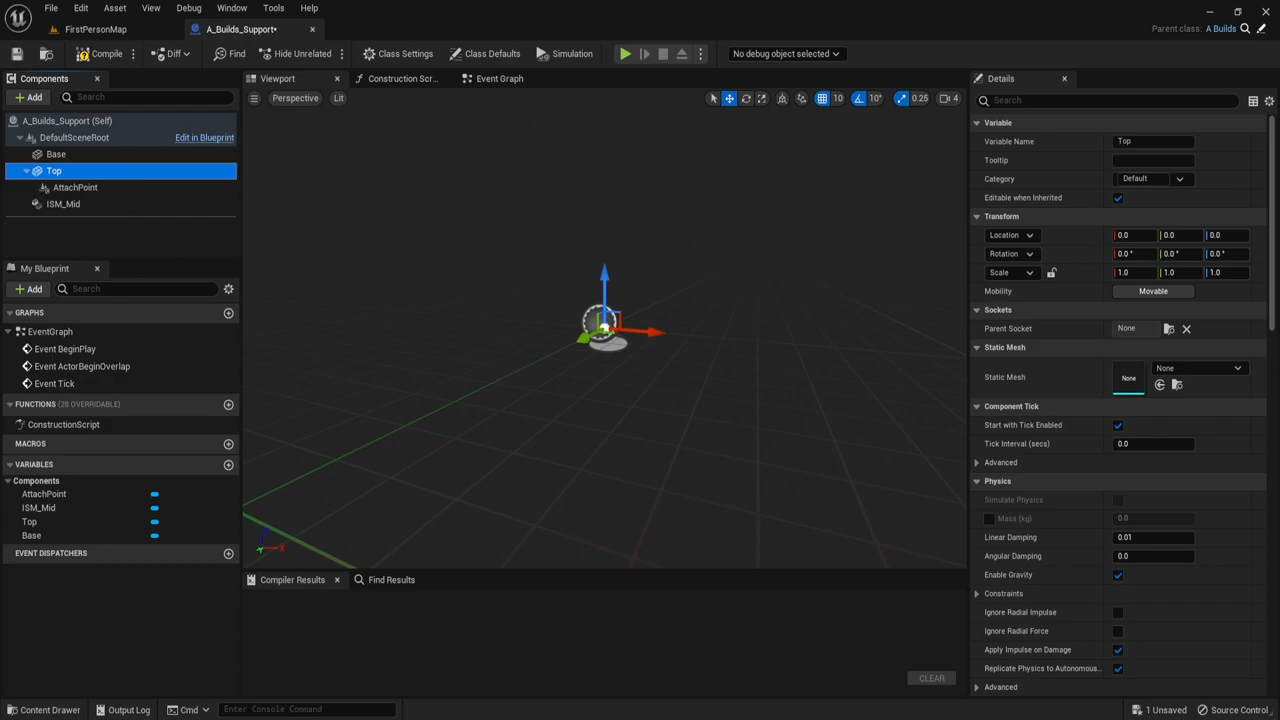 File Edit Asset View Debug Window Tools Help
FirstPersonMap A_Builds_Support• Parent class: A Builds
Compile Diff Find Hide Unrelated Class Settings Class Defaults Simulation No debug object selected
Components Viewport Construction Scr... Event Graph Details
Add Search Perspective Lit 10 10° 0.25 4 Search
A_Builds_Support (Self) Variable
DefaultSceneRoot Edit in Blueprint Variable Name Top
Base Tooltip
Top Category Default
AttachPoint Editable when Inherited
ISM_Mid Transform
Location 0.0 0.0 0.0
Rotation 0.0 ° 0.0 ° 0.0 °
My Blueprint Scale 1.0 1.0 1.0
Add Search Mobility Movable
GRAPHS Sockets
EventGraph Parent Socket None
Event BeginPlay Static Mesh
Event ActorBeginOverlap Static Mesh None None
Event Tick
FUNCTIONS (28 OVERRIDABLE) Component Tick
ConstructionScript Start with Tick Enabled
MACROS Tick Interval (secs) 0.0
VARIABLES Advanced
Components Physics
AttachPoint Simulate Physics
ISM_Mid Mass (kg) 0.0
Top Linear Damping 0.01
Base Angular Damping 0.0
EVENT DISPATCHERS Enable Gravity
Compiler Results Find Results Constraints
Ignore Radial Impulse
Ignore Radial Force
Apply Impulse on Damage
Replicate Physics to Autonomous...
CLEAR Advanced
Content Drawer Output Log Cmd Enter Console Command 1 Unsaved Source Control